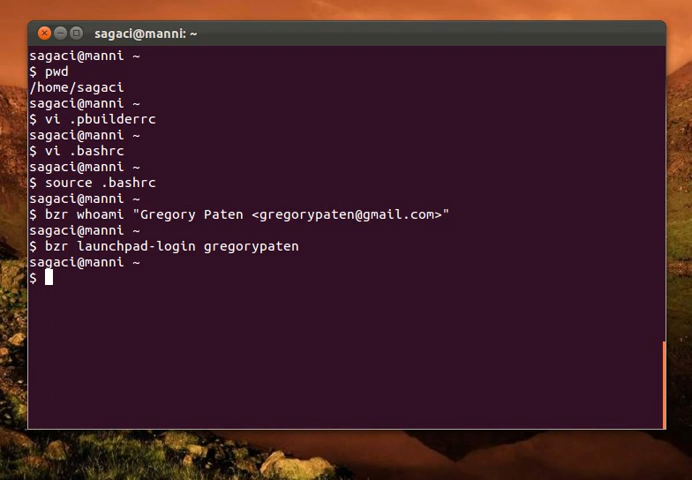 sagaci@manni: ~
sagaci@manni ~
$ pwd
/home/sagaci
sagaci@manni ~
$ vi .pbuilderrc
sagaci@manni ~
$ vi .bashrc
sagaci@manni ~
$ source .bashrc
sagaci@manni ~
$ bzr whoami "Gregory Paten <gregorypaten@gmail.com>"
sagaci@manni ~
$ bzr launchpad-login gregorypaten
sagaci@manni ~
$